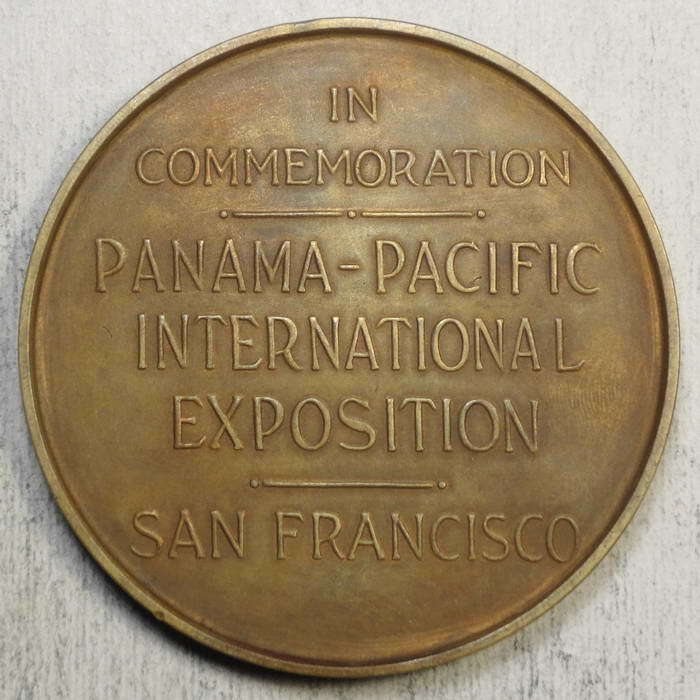 IN
COMMEMORATION
PANAMA-PACIFIC
INTERNATIONAL
EXPOSITION
SAN FRANCISCO